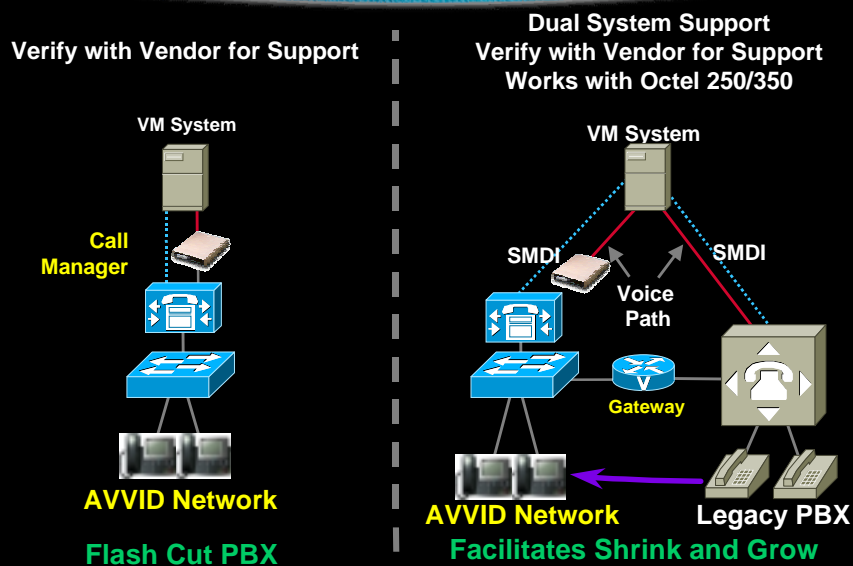 Verify with Vendor for Support
VM System
Call
Manager
AVVID Network
Flash Cut PBX
Dual System Support
Verify with Vendor for Support
Works with Octel 250/350
VM System
SMDI
SMDI
Voice
Path
V
Gateway
AVVID Network
Legacy PBX
Facilitates Shrink and Grow